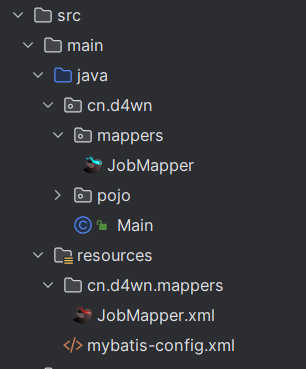 src
main
java
cn.d4wn
mappers
JobMapper
pojo
Main
resources
cn.d4wn.mappers
JobMapper.xml
mybatis-config.xml